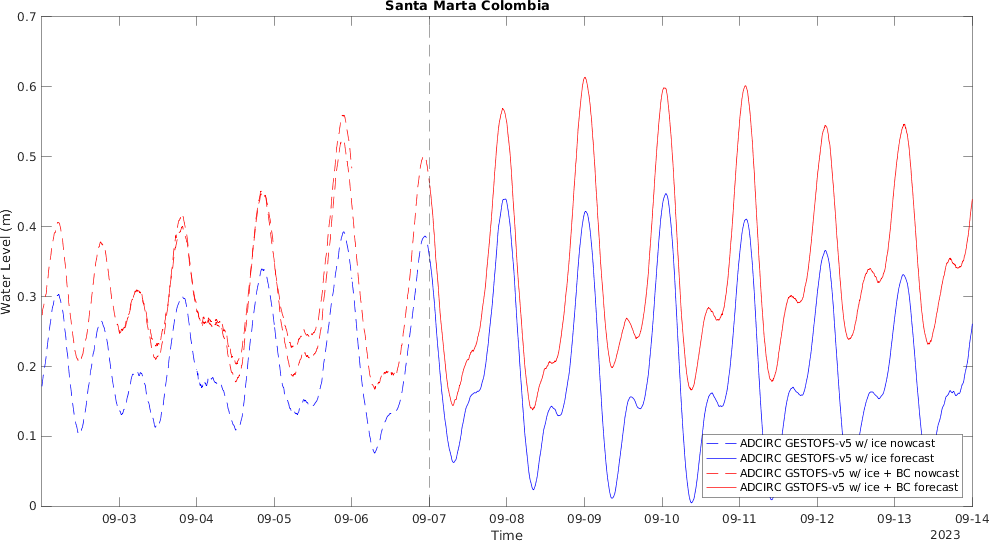 Santa Marta Colombia
0.7
0.6
0.5
0.4
0.3
0.2
0.1
0
Water Level (m)
ADCIRC GESTOFS-v5 w/ ice nowcast
ADCIRC GESTOFS-v5 w/ ice forecast
ADCIRC GSTOFS-v5 w/ ice + BC nowcast
ADCIRC GSTOFS-v5 w/ ice + BC forecast
09-03 09-04 09-05 09-06 09-07 09-08 09-09 09-10 09-11 09-12 09-13 09-14
Time
2023